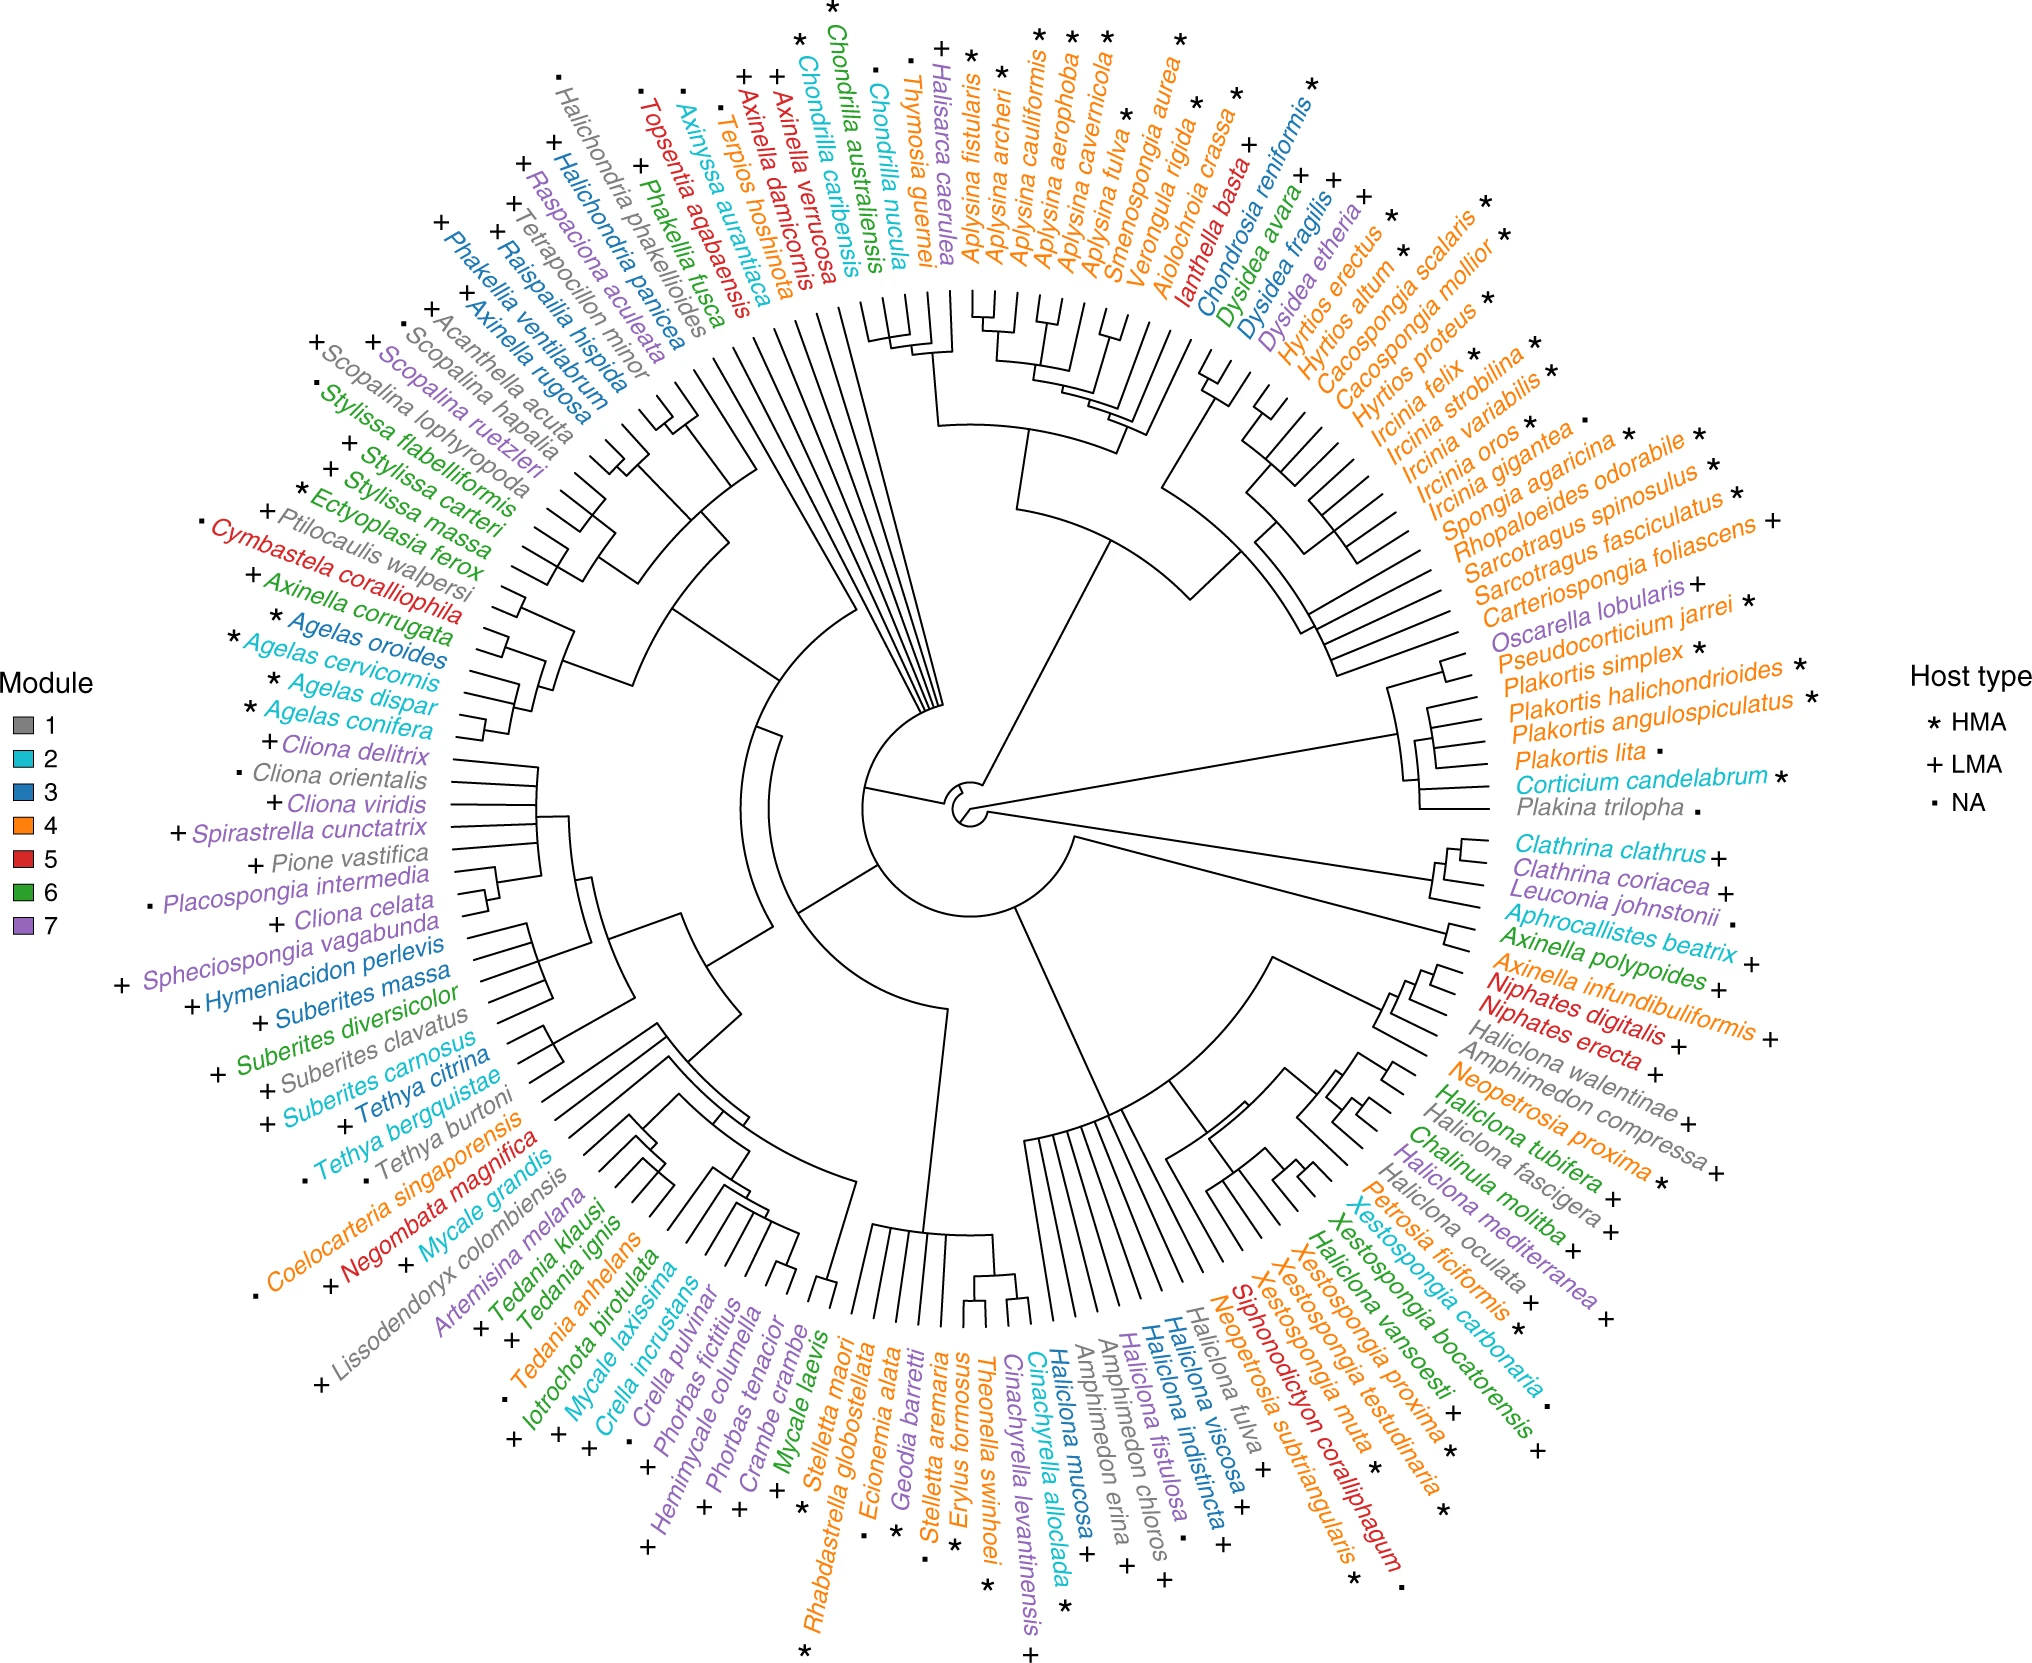 Module
1
2
3
4
5
6
7
Host type
* HMA
+ LMA
· NA
+ Halisarca caerulea
Aplysina fistularis *
Aplysina archeri *
Aplysina cauliformis *
Aplysina aerophoba *
Aplysina cavernicola *
Aplysina fulva *
Smenospongia aurea *
Verongula rigida *
Aiolochroia crassa *
Ianthella basta +
Chondrosia reniformis *
Dysidea avara +
Dysidea fragilis +
Dysidea etheria +
Hyrtios erectus *
Hyrtios altum *
Cacospongia scalaris *
Cacospongia mollior *
Hyrtios proteus *
Ircinia felix *
Ircinia strobilina *
Ircinia variabilis *
Ircinia oros *
Ircinia gigantea ·
Spongia agaricina *
Rhopaloeides odorabile *
Sarcotragus spinosulus *
Sarcotragus fasciculatus *
Carteriospongia foliascens +
Oscarella lobularis +
Pseudocorticium jarrei *
Plakortis simplex *
Plakortis halichondrioides *
Plakortis angulospiculatus *
Plakortis lita ·
Corticium candelabrum *
Plakina trilopha ·
Clathrina clathrus +
Clathrina coriacea +
Leuconia johnstonii ·
Aphrocallistes beatrix +
Axinella polypoides +
Axinella infundibuliformis +
Niphates digitalis +
Niphates erecta +
Haliclona walentinae +
Amphimedon compressa +
Neopetrosia proxima *
Haliclona tubifera +
Haliclona fascigera +
Chalinula molitba +
Haliclona mediterranea +
Haliclona oculata +
Petrosia ficiformis *
Xestospongia carbonaria ·
Xestospongia bocatorensis +
Haliclona vansoesti +
Xestospongia proxima *
Xestospongia testudinaria *
Xestospongia muta *
Siphonodictyon coralliphagum ·
Neopetrosia subtriangularis *
Haliclona fulva +
Haliclona viscosa +
Haliclona indistincta +
Haliclona fistulosa ·
Amphimedon chloros +
Amphimedon erina +
Haliclona mucosa +
Cinachyrella alloclada *
Cinachyrella levantinensis +
Theonella swinhoei *
* Erylus formosus
· Stelletta aremaria
* Geodia barretti
· Ecionemia alata
* Rhabdastrella globostellata
* Stelletta maori
+ Mycale laevis
+ Crambe crambe
+ Phorbas tenacior
+ Hemimycale columella
+ Phorbas fictitius
· Crella pulvinar
+ Crella incrustans
+ Mycale laxissima
+ Iotrochota birotulata
· Tedania anhelans
+ Tedania ignis
+ Tedania klausi
Artemisina melana
+ Lissodendoryx colombiensis
+ Mycale grandis
+ Negombata magnifica
· Coelocarteria singaporensis
· Tethya burtoni
· Tethya bergquistae
+ Tethya citrina
+ Suberites carnosus
+ Suberites clavatus
+ Suberites diversicolor
+ Suberites massa
+ Hymeniacidon perlevis
+ Spheciospongia vagabunda
+ Cliona celata
· Placospongia intermedia
+ Pione vastifica
+ Spirastrella cunctatrix
+ Cliona viridis
· Cliona orientalis
+ Cliona delitrix
* Agelas conifera
* Agelas dispar
* Agelas cervicornis
* Agelas oroides
+ Axinella corrugata
· Cymbastela coralliophila
+ Ptilocaulis walpersi
* Ectyoplasia ferox
+ Stylissa massa
+ Stylissa carteri
· Stylissa flabelliformis
+ Scopalina lophyropoda
+ Scopalina ruetzleri
· Scopalina hapalia
+ Acanthella acuta
+ Axinella rugosa
+ Phakellia ventilabrum
+ Raispailia hispida
+ Tetrapocillon minor
+ Raspaciona aculeata
+ Halichondria panicea
· Halichondria phakellioides
+ Phakellia fusca
· Topsentia aqabaensis
· Axinyssa aurantiaca
· Terpios hoshinota
+ Axinella damicornis
+ Axinella verrucosa
* Chondrilla caribensis
* Chondrilla australiensis
· Chondrilla nucula
· Thymosia guernei